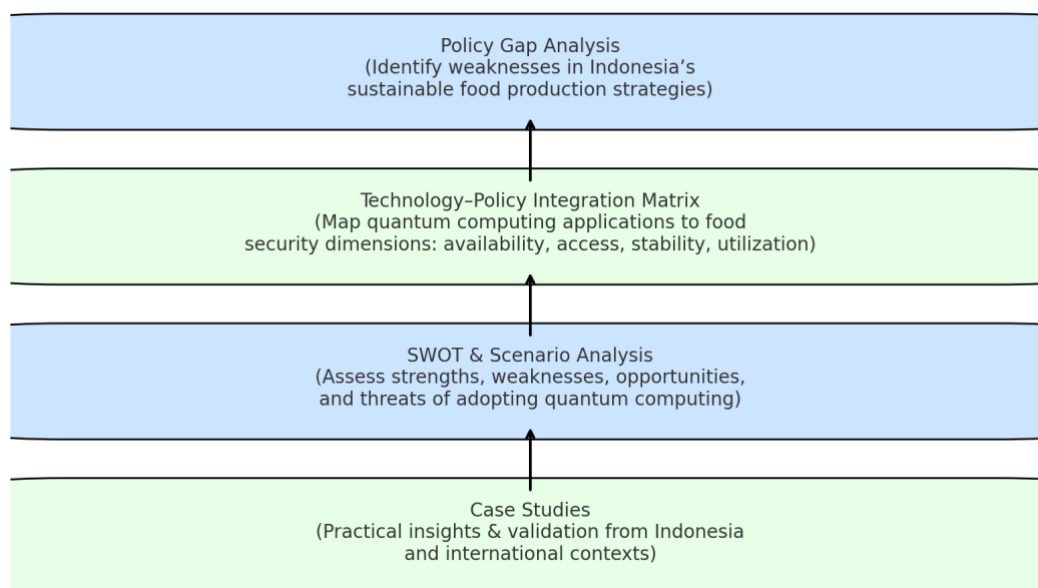 Policy Gap Analysis
(Identify weaknesses in Indonesia’s
sustainable food production strategies)
Technology–Policy Integration Matrix
(Map quantum computing applications to food
security dimensions: availability, access, stability, utilization)
SWOT & Scenario Analysis
(Assess strengths, weaknesses, opportunities,
and threats of adopting quantum computing)
Case Studies
(Practical insights & validation from Indonesia
and international contexts)